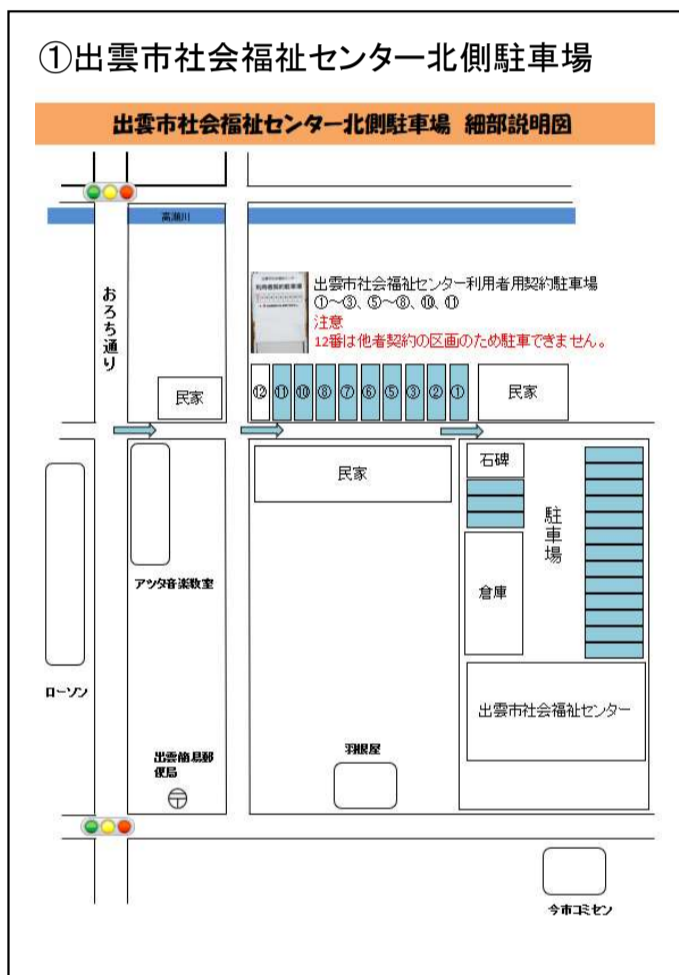 ①出雲市社会福祉センター北側駐車場
出雲市社会福祉センター北側駐車場 細部説明図
高瀬川
おろち通り
利用者契約駐車場
出雲市社会福祉センター利用者用契約駐車場
①～③、⑤～⑧、⑩、⑪
注意
12番は他者契約の区画のため駐車できません。
民家
⑫ ⑪ ⑩ ⑧ ⑦ ⑥ ⑤ ③ ② ①
民家
民家
石碑
駐車場
アツタ音楽教室
倉庫
ローソン
出雲市社会福祉センター
出雲簡易郵
便局
〒
羽根屋
今市コミセン